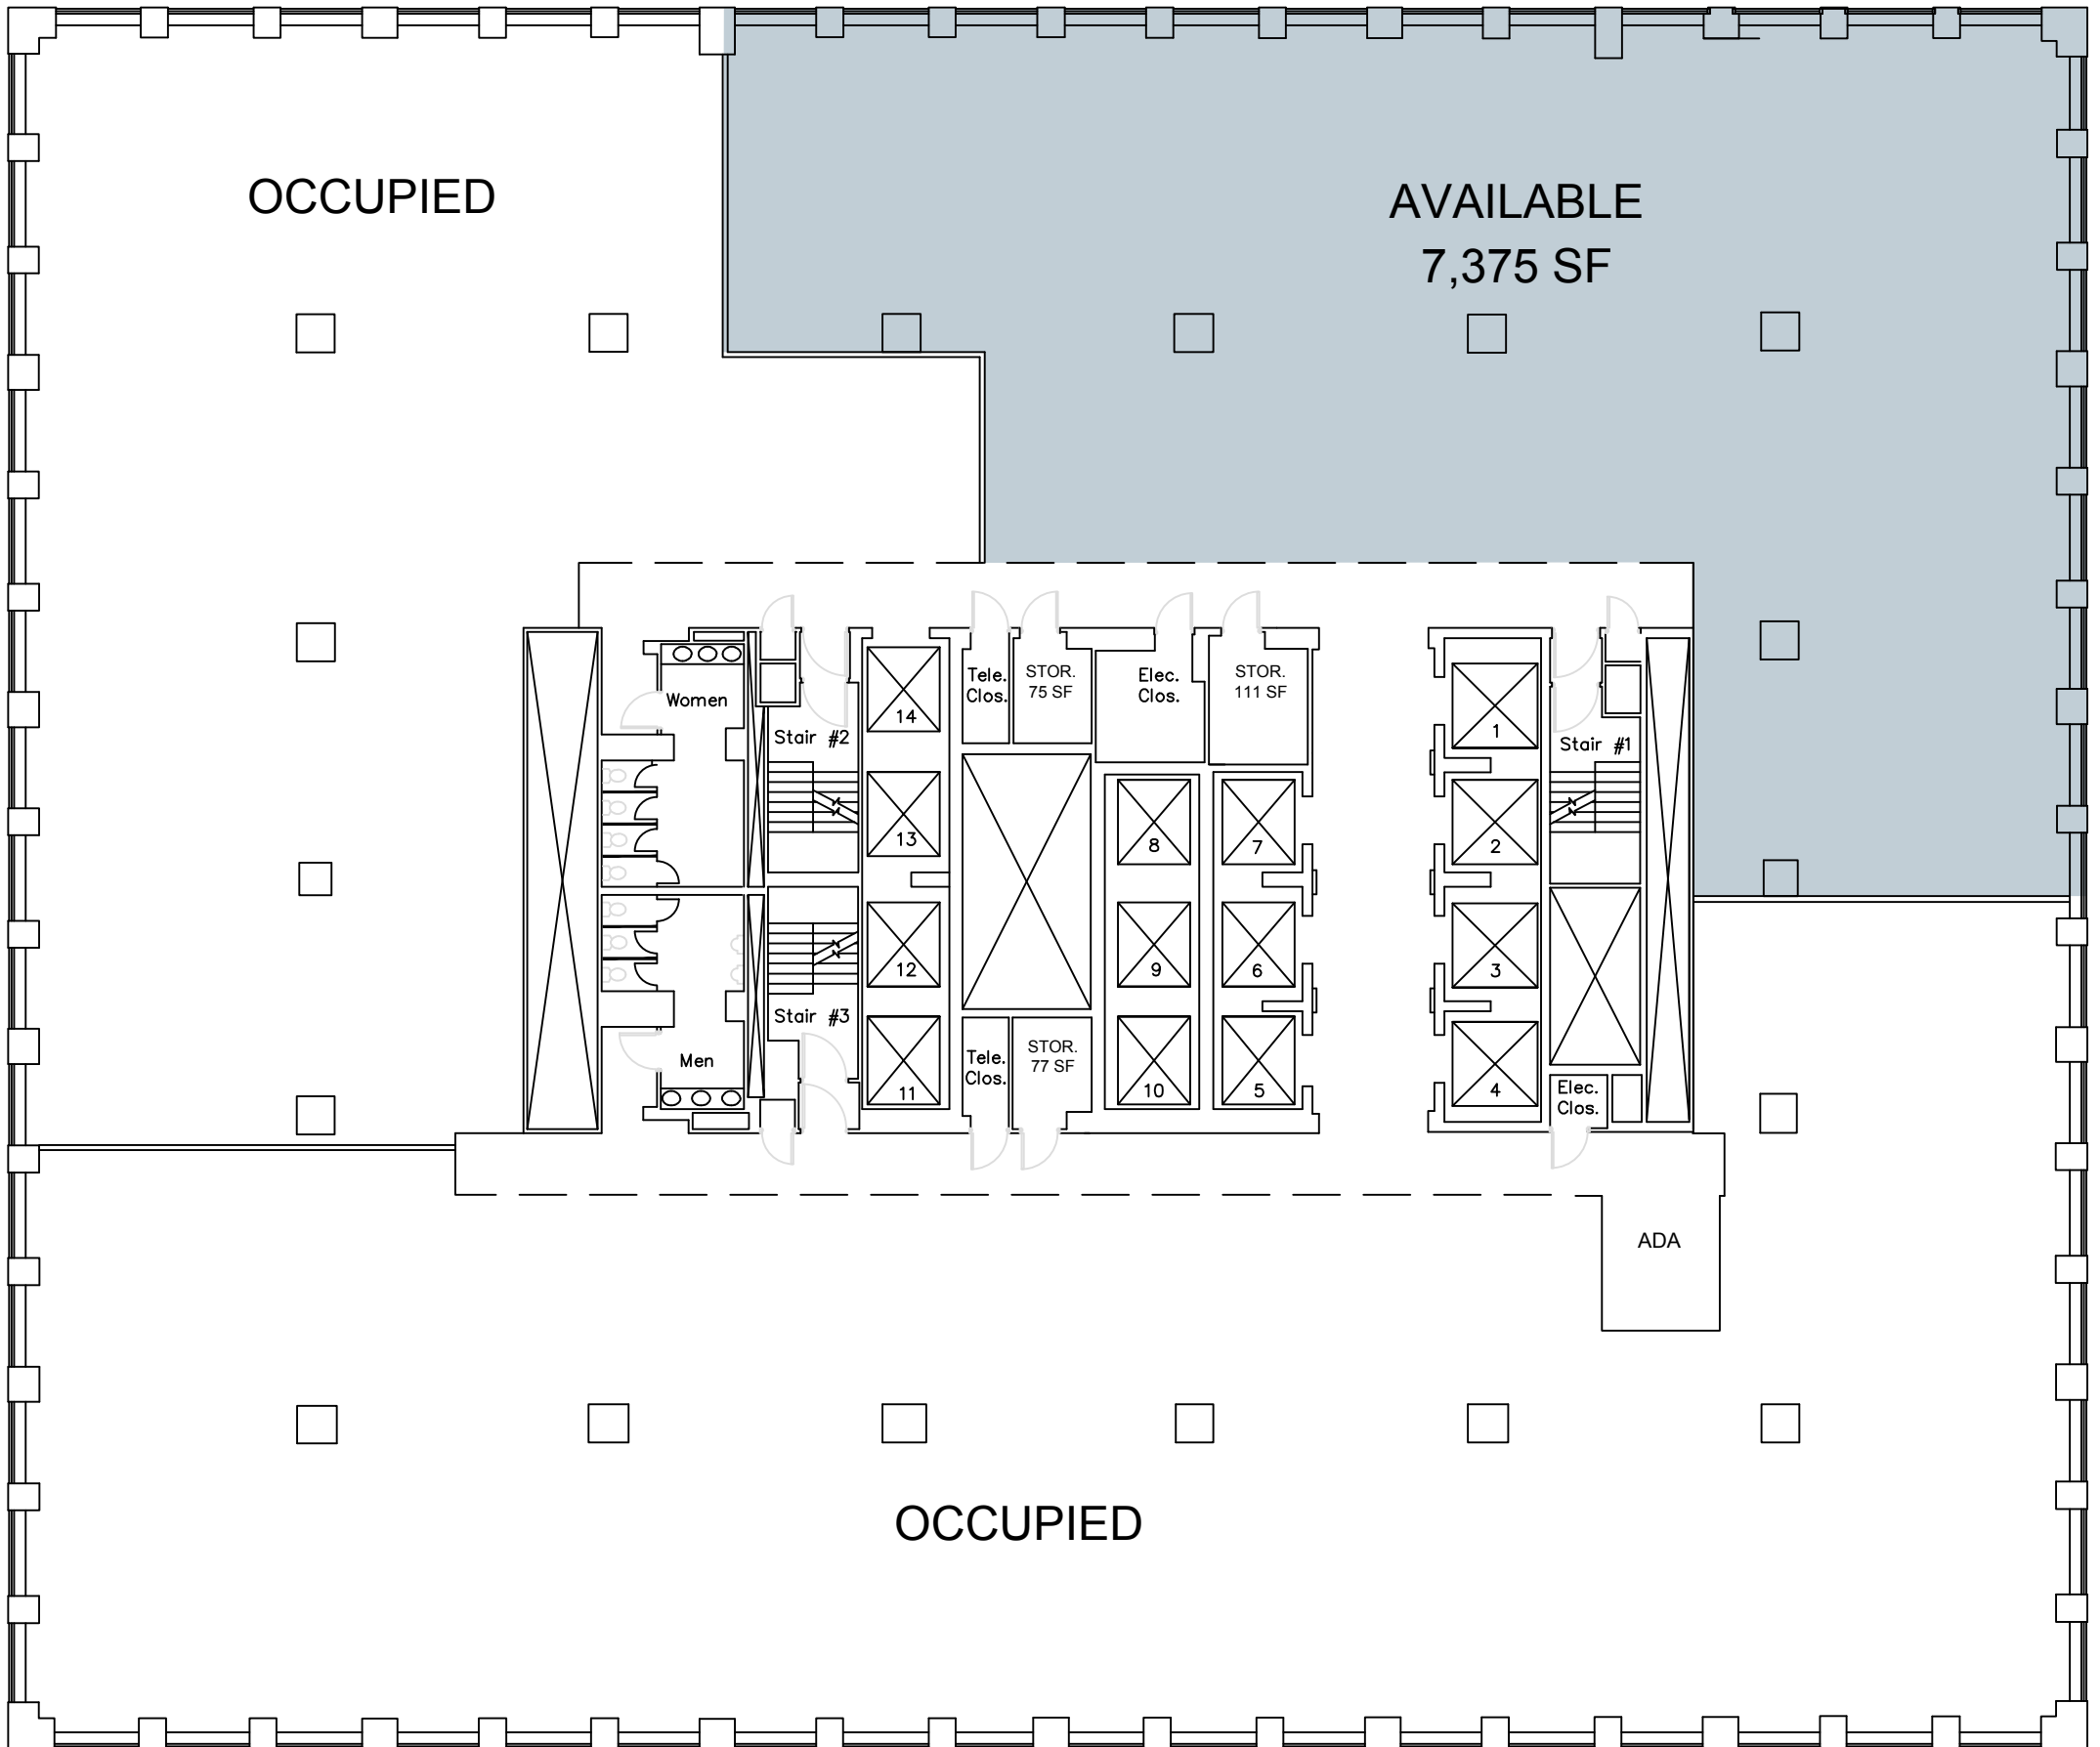 OCCUPIED
AVAILABLE
7,375 SF
Women
Stair #2
14
Tele.
Clos.
STOR.
75 SF
Elec.
Clos.
STOR.
111 SF
1
Stair #1
13
8
7
2
12
9
6
3
Stair #3
Men
11
Tele.
Clos.
STOR.
77 SF
10
5
4
Elec.
Clos.
ADA
OCCUPIED